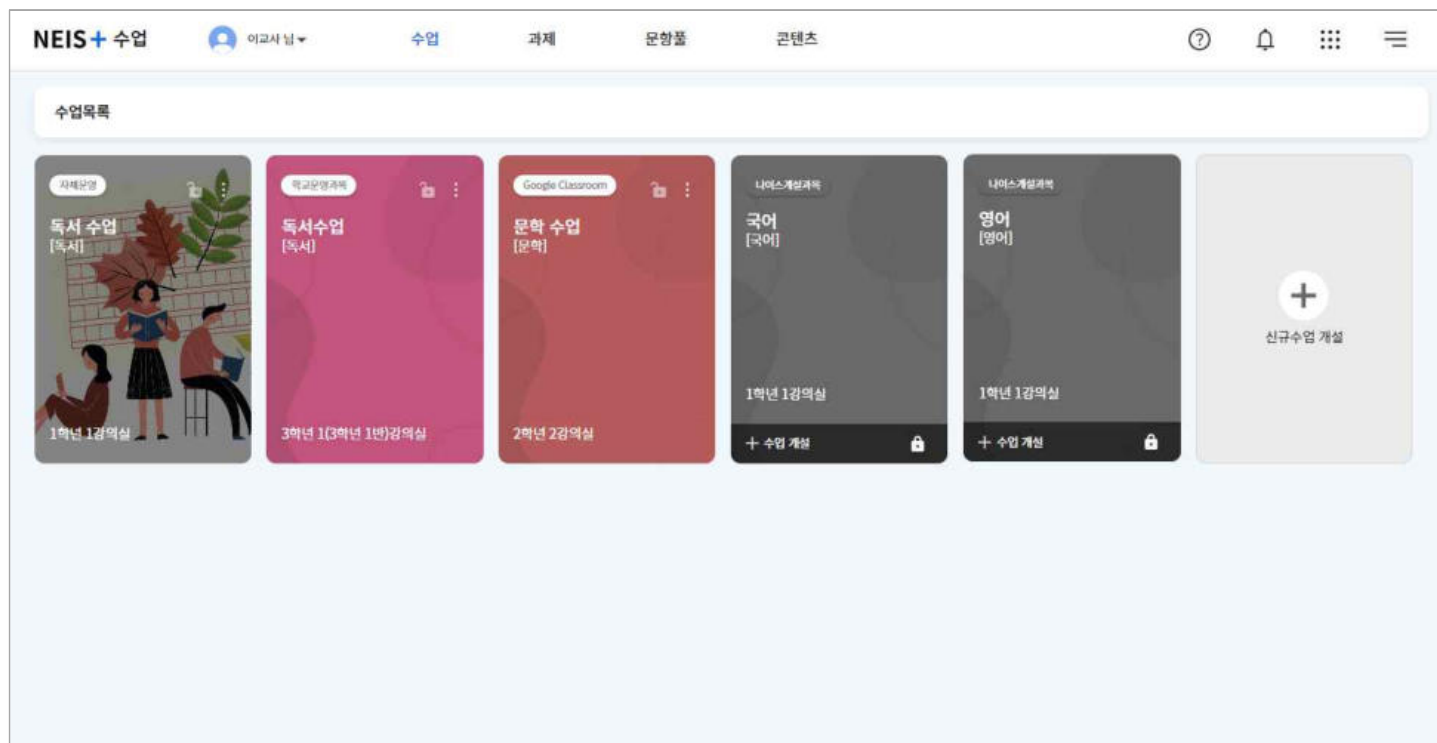 NEIS+ 수업
이교사 님
수업
과제
문항풀
콘텐츠
수업목록
자체운영
독서 수업
[독서]
1학년 1강의실
학교운영과목
독서수업
[독서]
3학년 1(3학년 1반)강의실
Google Classroom
문학 수업
[문학]
2학년 2강의실
나이스개설과목
국어
[국어]
1학년 1강의실
+ 수업 개설
나이스개설과목
영어
[영어]
1학년 1강의실
+ 수업 개설
신규수업 개설